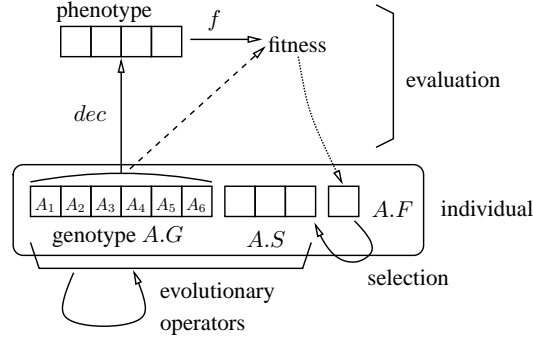 phenotype
f
fitness
evaluation
dec
A1 A2 A3 A4 A5 A6
A.F
individual
genotype A.G
A.S
selection
evolutionary
operators